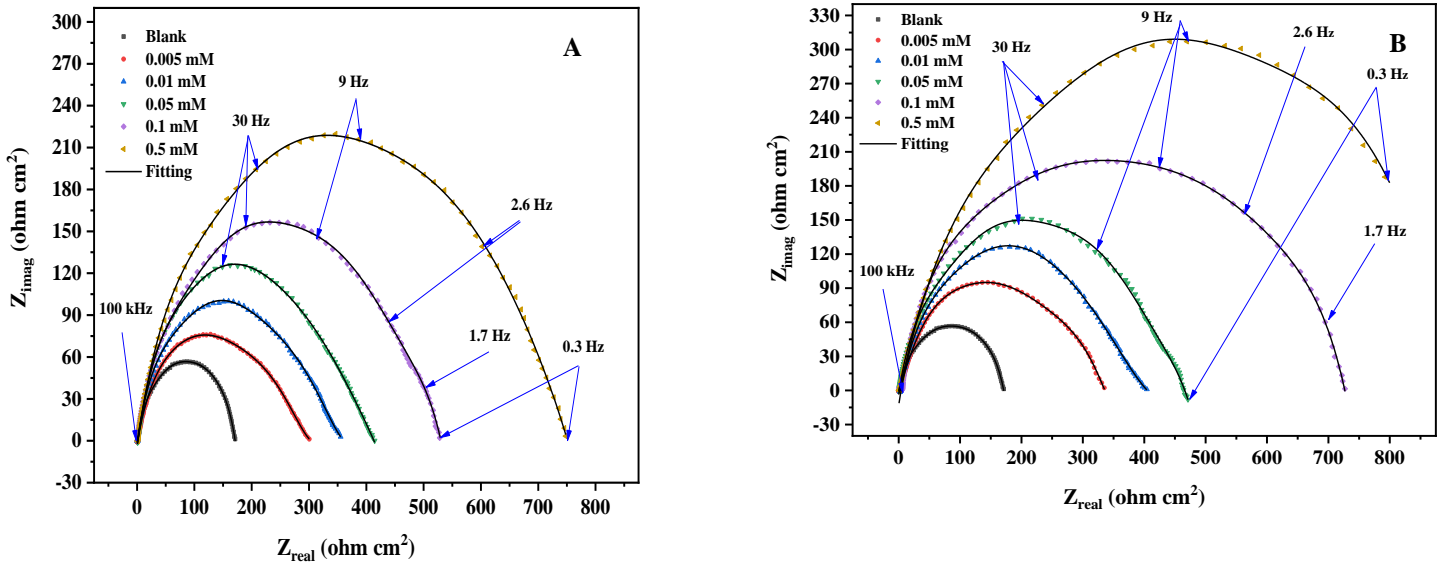 A
Blank
0.005 mM
0.01 mM
0.05 mM
0.1 mM
0.5 mM
Fitting
300
270
240
210
180
150
120
90
60
30
0
-30
Z_imag (ohm cm²)
30 Hz
9 Hz
2.6 Hz
1.7 Hz
0.3 Hz
100 kHz
0 100 200 300 400 500 600 700 800
Z_real (ohm cm²)
B
Blank
0.005 mM
0.01 mM
0.05 mM
0.1 mM
0.5 mM
Fitting
330
300
270
240
210
180
150
120
90
60
30
0
-30
Z_imag (ohm cm²)
9 Hz
30 Hz
2.6 Hz
0.3 Hz
1.7 Hz
100 kHz
0 100 200 300 400 500 600 700 800
Z_real (ohm cm²)